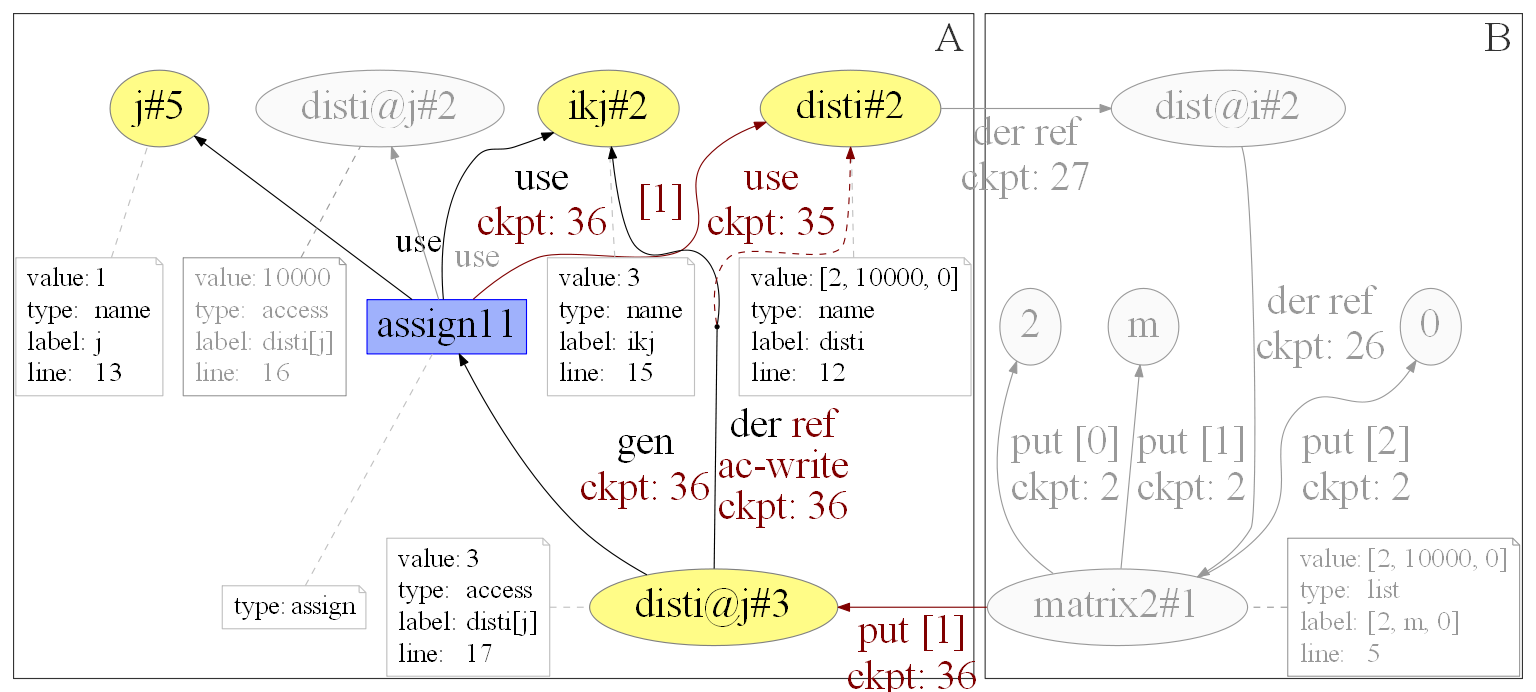 A
B
j#5
disti@j#2
ikj#2
disti#2
dist@i#2
der ref
ckpt: 27
use
ckpt: 36
[1]
use
ckpt: 35
use
use
value: 1
type: name
label: j
line: 13
value: 10000
type: access
label: disti[j]
line: 16
assign11
value: 3
type: name
label: ikj
line: 15
value: [2, 10000, 0]
type: name
label: disti
line: 12
2
m
der ref
ckpt: 26
0
gen
ckpt: 36
der ref
ac-write
ckpt: 36
put [0]
ckpt: 2
put [1]
ckpt: 2
put [2]
ckpt: 2
type: assign
value: 3
type: access
label: disti[j]
line: 17
disti@j#3
put [1]
ckpt: 36
matrix2#1
value: [2, 10000, 0]
type: list
label: [2, m, 0]
line: 5